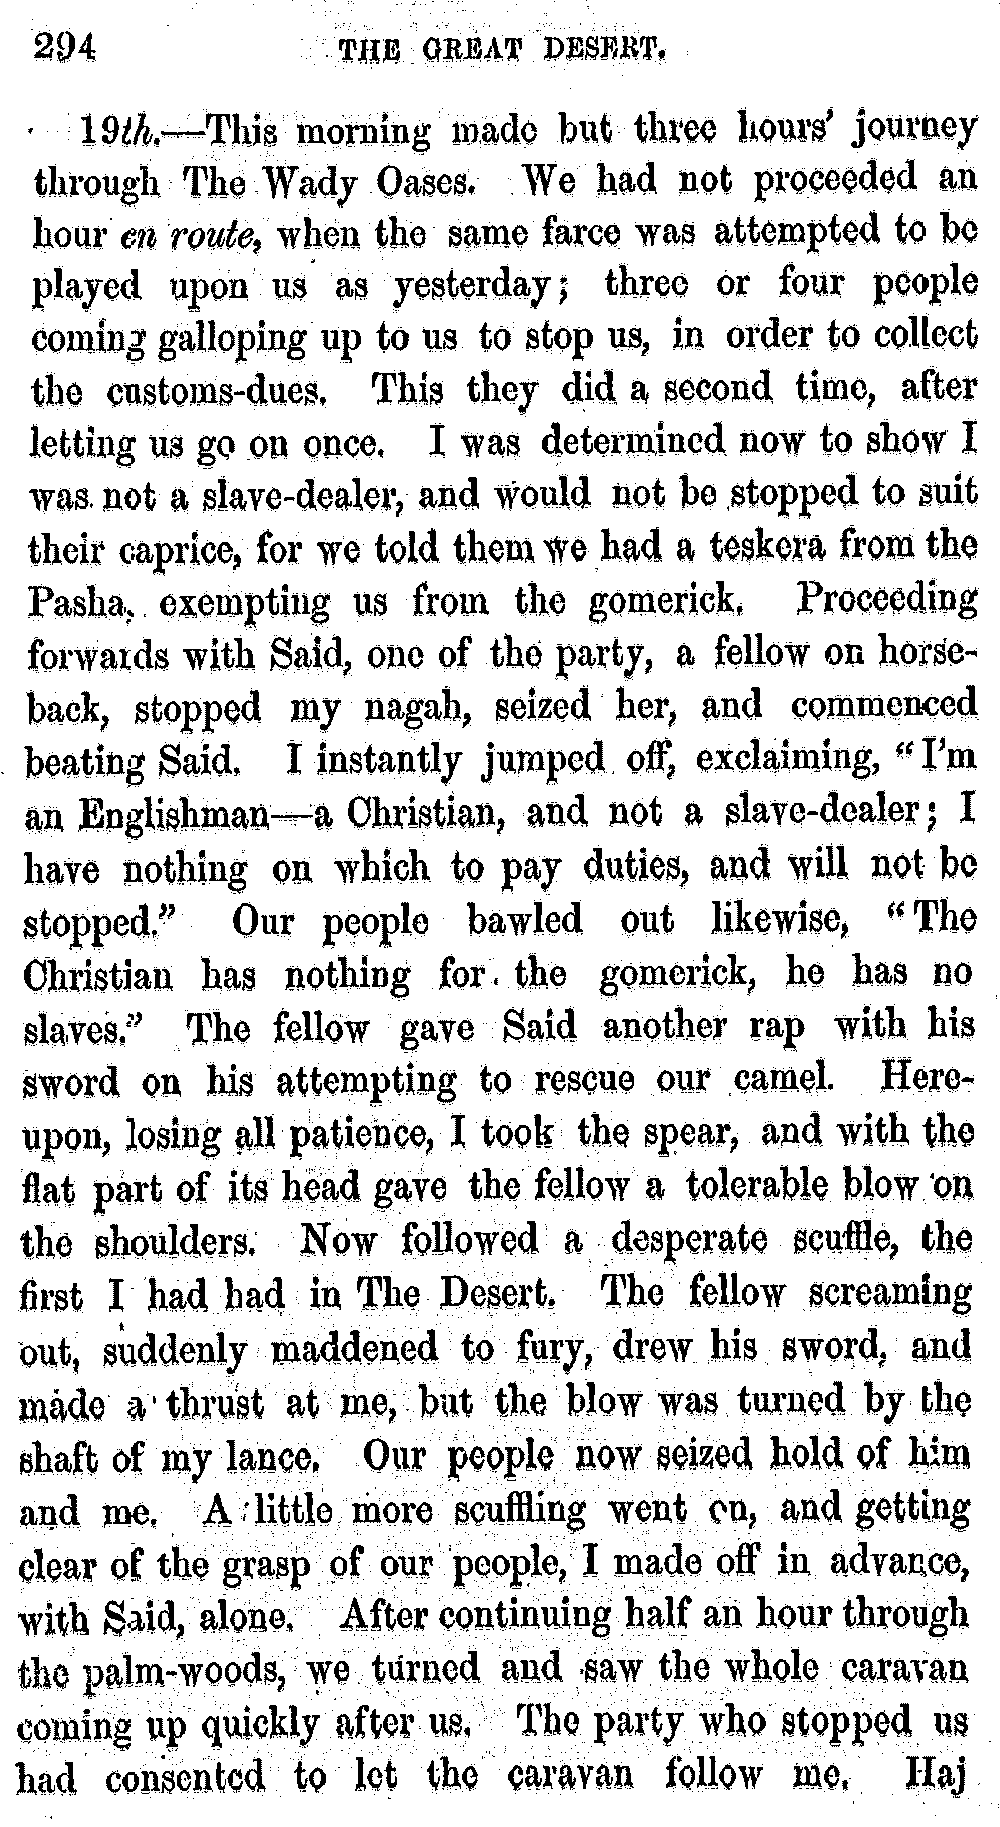 294 THE GREAT DESERT.
19th.—This morning made but three hours' journey
through The Wady Oases. We had not proceeded an
hour en route, when the same farce was attempted to be
played upon us as yesterday; three or four people
coming galloping up to us to stop us, in order to collect
the customs-dues. This they did a second time, after
letting us go on once. I was determined now to show I
was not a slave-dealer, and would not be stopped to suit
their caprice, for we told them we had a teskera from the
Pasha, exempting us from the gomerick. Proceeding
forwards with Said, one of the party, a fellow on horse-
back, stopped my nagah, seized her, and commenced
beating Said. I instantly jumped off, exclaiming, "I'm
an Englishman—a Christian, and not a slave-dealer; I
have nothing on which to pay duties, and will not be
stopped." Our people bawled out likewise, "The
Christian has nothing for the gomerick, he has no
slaves." The fellow gave Said another rap with his
sword on his attempting to rescue our camel. Here-
upon, losing all patience, I took the spear, and with the
flat part of its head gave the fellow a tolerable blow on
the shoulders. Now followed a desperate scuffle, the
first I had had in The Desert. The fellow screaming
out, suddenly maddened to fury, drew his sword, and
made a thrust at me, but the blow was turned by the
shaft of my lance. Our people now seized hold of him
and me. A little more scuffling went on, and getting
clear of the grasp of our people, I made off in advance,
with Said, alone. After continuing half an hour through
the palm-woods, we turned and saw the whole caravan
coming up quickly after us. The party who stopped us
had consented to let the caravan follow me. Haj